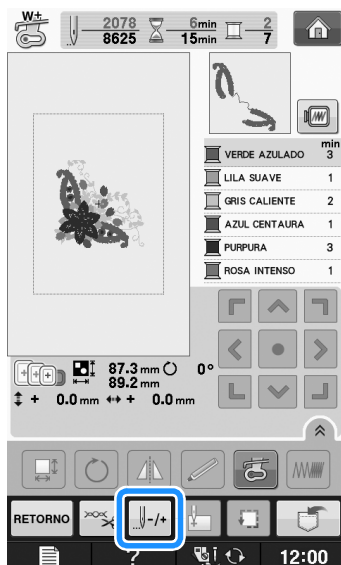 W+
2078 6min 2
8625 15min 7
min
VERDE AZULADO 3
LILA SUAVE 1
GRIS CALIENTE 2
AZUL CENTAURA 1
PURPURA 3
ROSA INTENSO 1
87.3 mm 0°
89.2 mm
+ 0.0 mm + 0.0 mm
RETORNO -/+
? 12:00